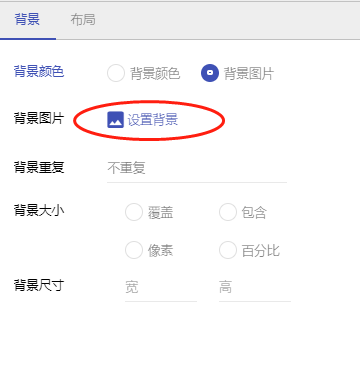 背景 布局
背景颜色 背景颜色 背景图片
背景图片 设置背景
背景重复 不重复
背景大小 覆盖 包含
像素 百分比
背景尺寸 宽 高